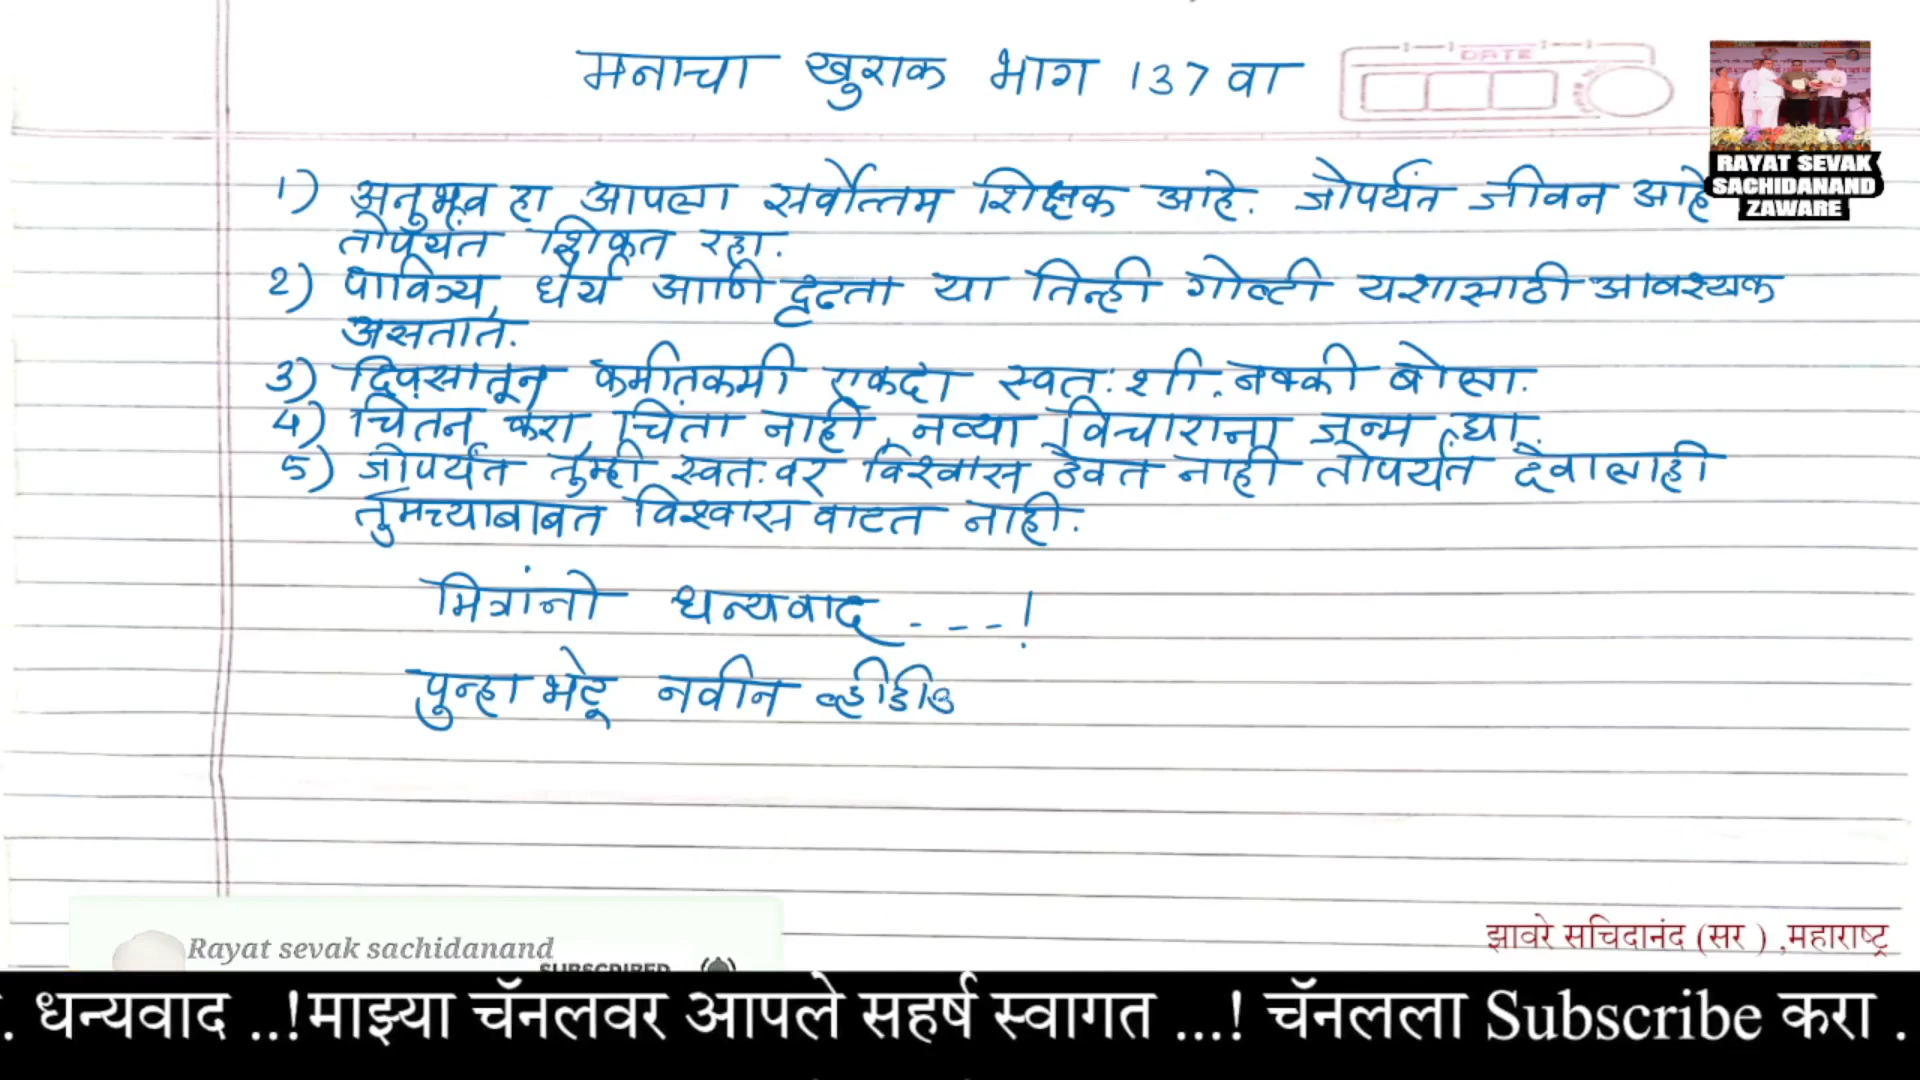 मनाचा खुराक भाग 137 वा
DATE
RAYAT SEVAK
SACHIDANAND
ZAWARE
1) अनुभव हा आपला सर्वोत्तम शिक्षक आहे. जोपर्यंत जीवन आहे
तोपर्यंत शिकत रहा.
2) पावित्र्य, धैर्य आणि दृढता या तिन्ही गोष्टी यशासाठी आवश्यक
असतात.
3) दिवसातून कमीतकमी एकदा स्वतःशी नक्की बोला.
4) चिंतन करा, चिंता नाही, नव्या विचारांना जन्म द्या.
5) जोपर्यंत तुम्ही स्वतःवर विश्वास ठेवत नाही तोपर्यंत देवालाही
तुमच्याबाबत विश्वास वाटत नाही.
मित्रांनो धन्यवाद ----!
पुन्हा भेटू नवीन व्हीडीओ
झावरे सचिदानंद (सर ) ,महाराष्ट्र
Rayat sevak sachidanand
SUBSCRIBED
. धन्यवाद ..!माझ्या चॅनलवर आपले सहर्ष स्वागत ...! चॅनलला Subscribe करा .